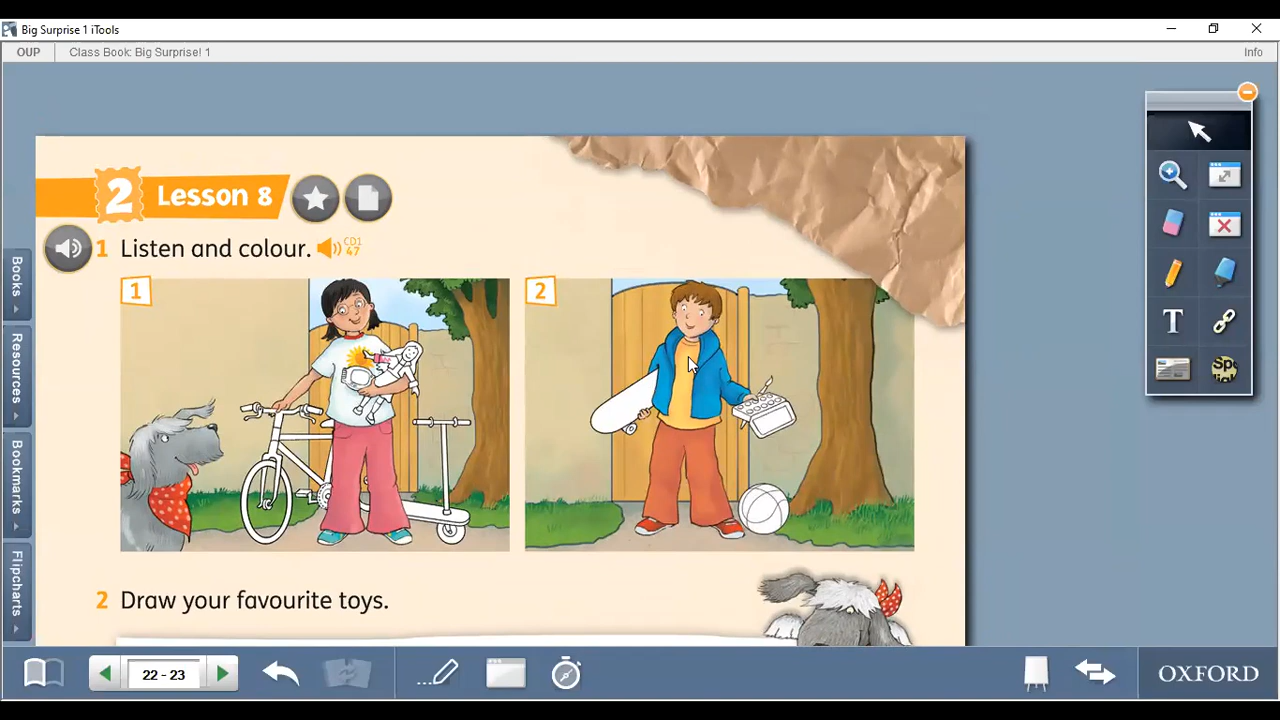 Big Surprise 1 iTools
OUP
Class Book: Big Surprise! 1
Info
2 Lesson 8
1 Listen and colour. CD1 47
1
2
2 Draw your favourite toys.
Books
Resources
Bookmarks
Flipcharts
T
22 - 23
OXFORD